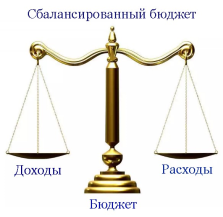 Сбалансированный бюджет
Доходы
Расходы
Бюджет